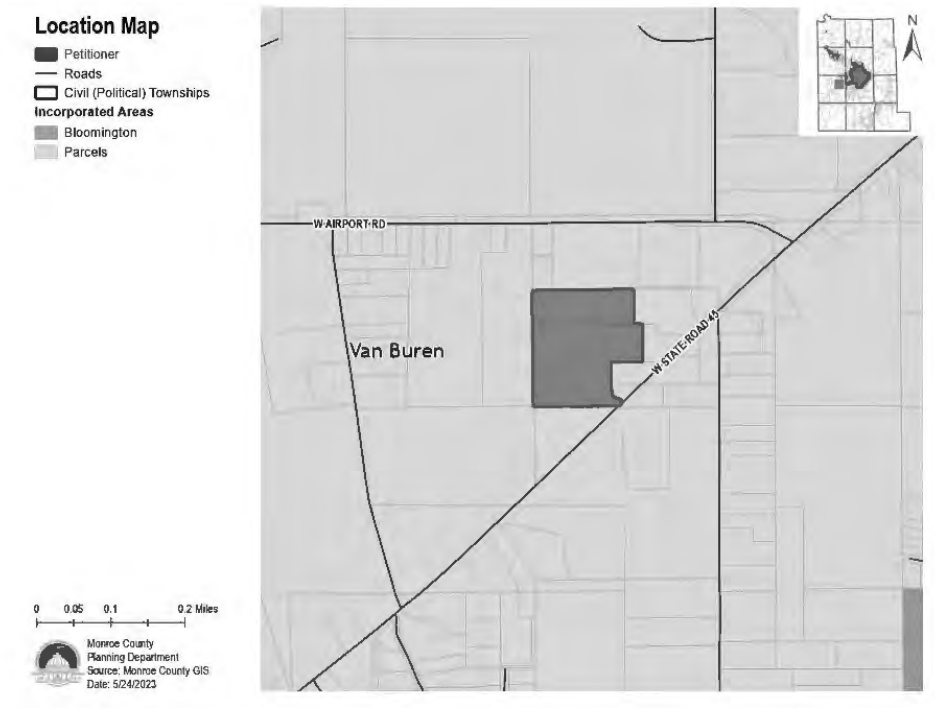 Location Map
Petitioner
Roads
Civil (Political) Townships
Incorporated Areas
Bloomington
Parcels
N
W AIRPORT RD
Van Buren
W STATE ROAD 45
0 0.05 0.1 0.2 Miles
Monroe County
Planning Department
Source: Monroe County GIS
Date: 5/24/2023